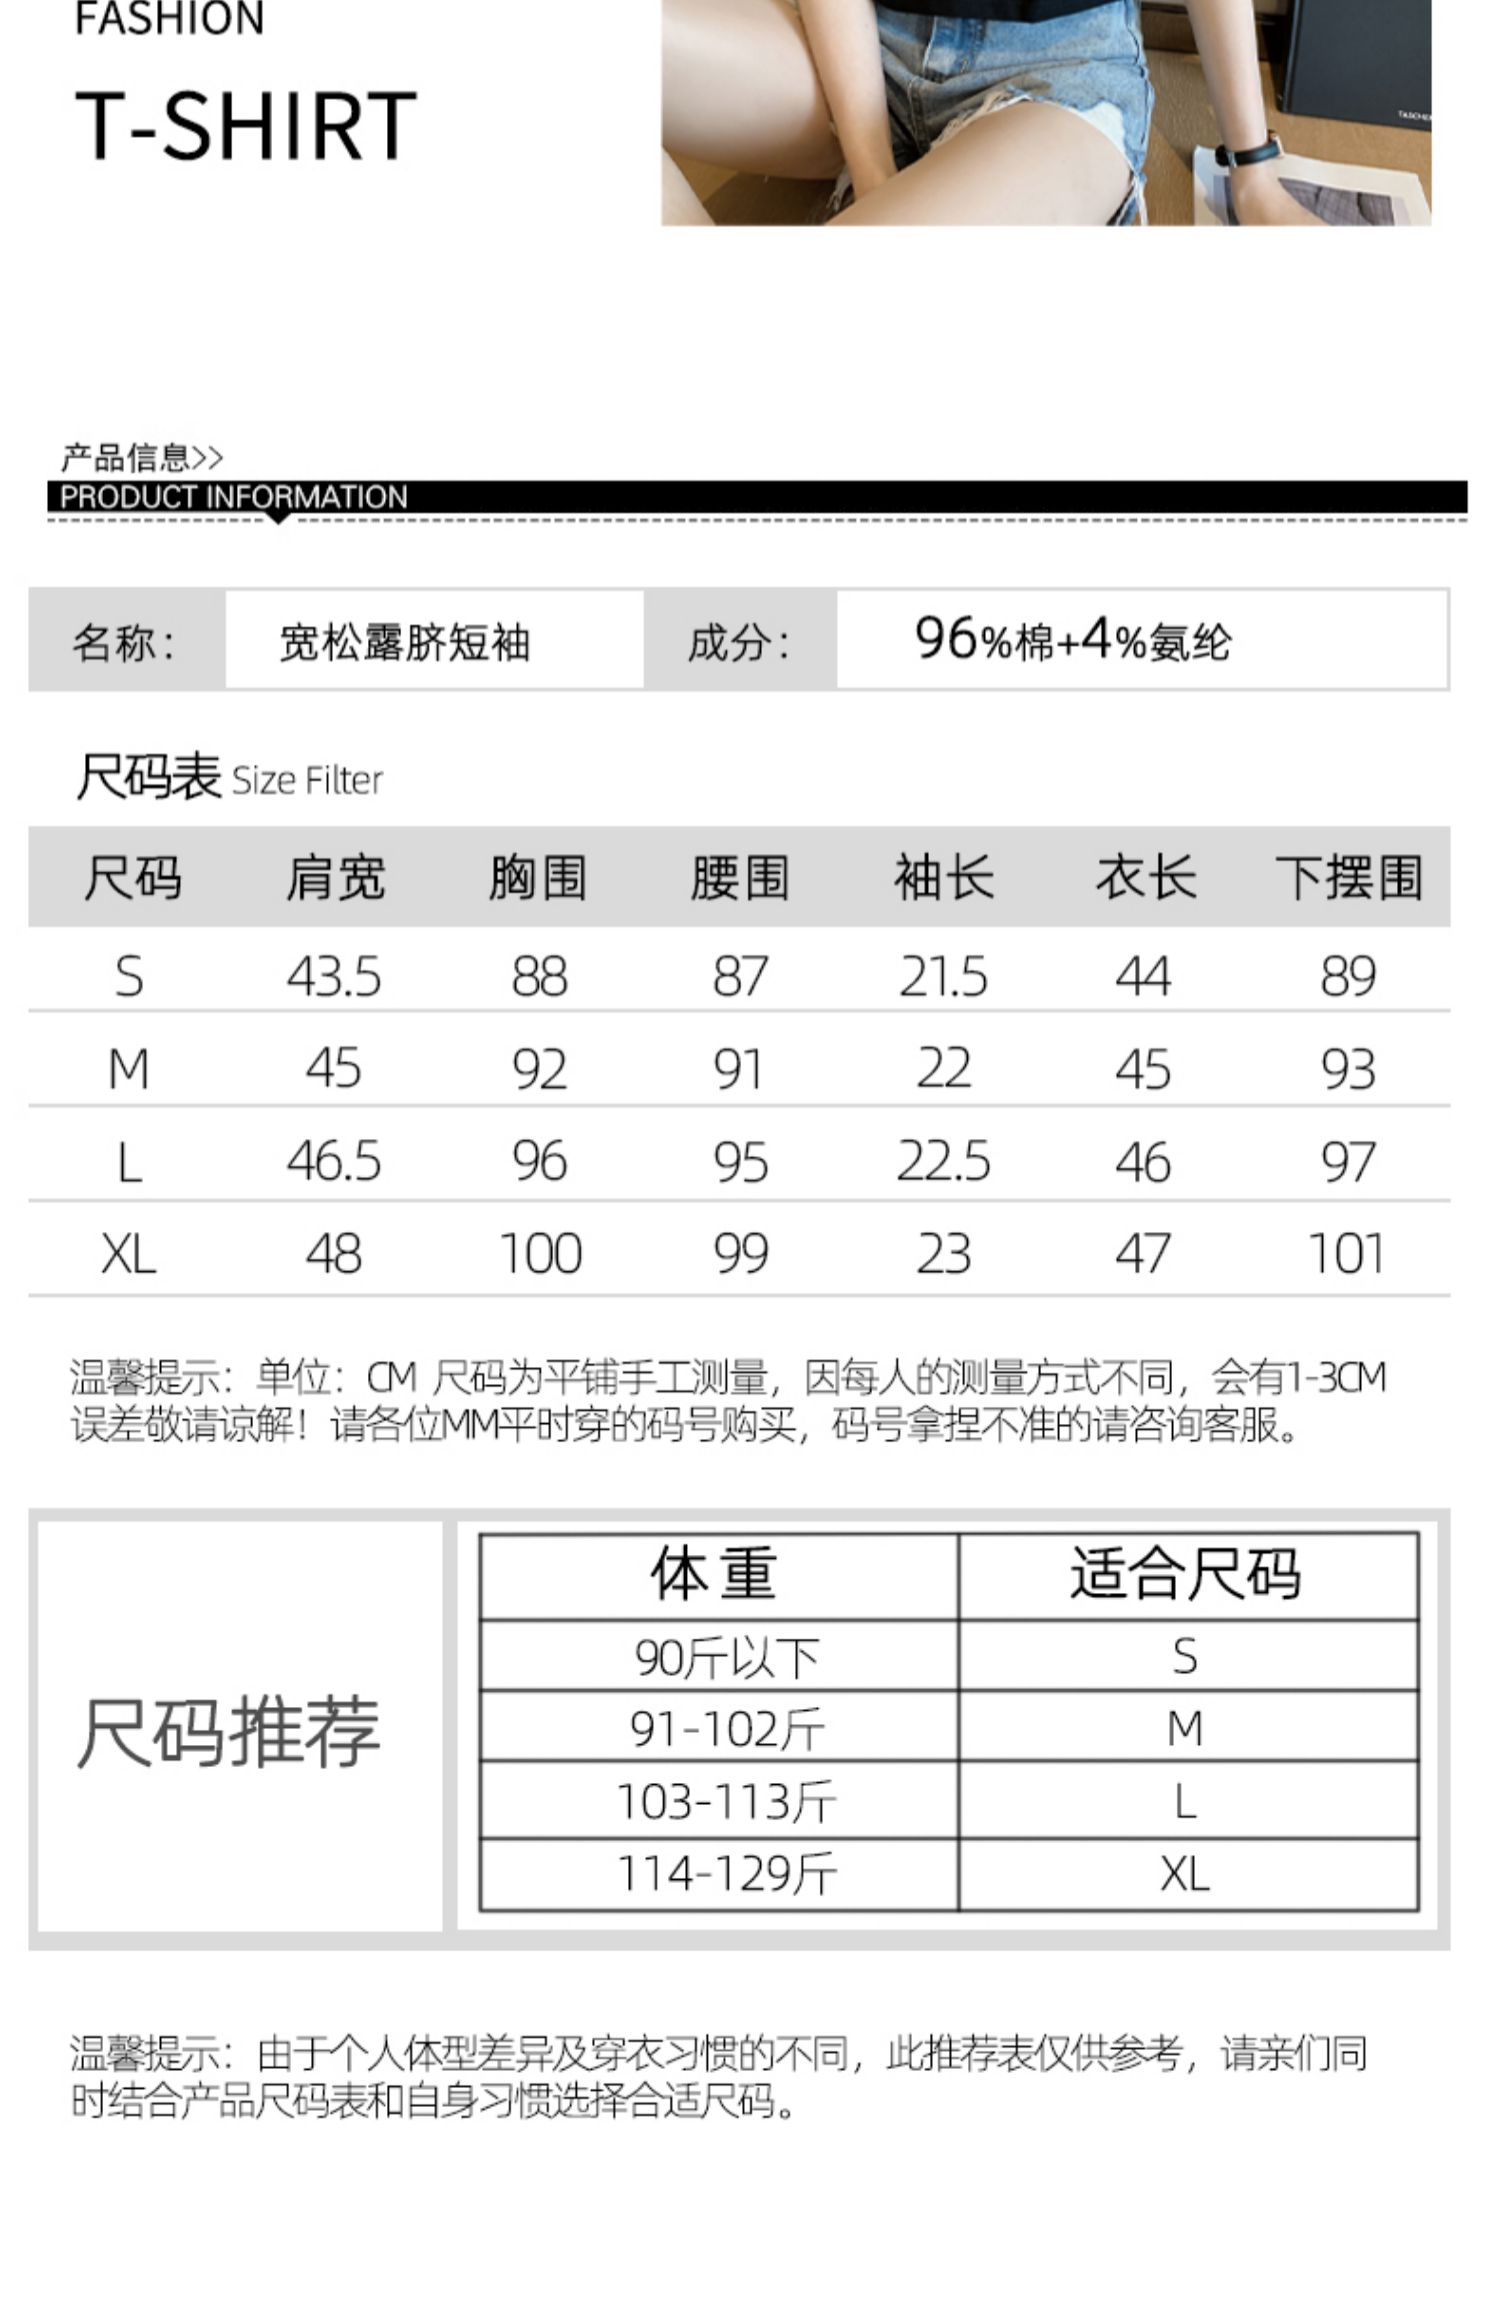 FASHION
T-SHIRT
TASCHEN
产品信息>>
PRODUCT INFORMATION
名称： 宽松露脐短袖 成分： 96%棉+4%氨纶
尺码表 Size Filter
尺码 肩宽 胸围 腰围 袖长 衣长 下摆围
S 43.5 88 87 21.5 44 89
M 45 92 91 22 45 93
L 46.5 96 95 22.5 46 97
XL 48 100 99 23 47 101
温馨提示：单位：CM 尺码为平铺手工测量，因每人的测量方式不同，会有1-3CM
误差敬请谅解！请各位MM平时穿的码号购买，码号拿捏不准的请咨询客服。
尺码推荐
体重 适合尺码
90斤以下 S
91-102斤 M
103-113斤 L
114-129斤 XL
温馨提示：由于个人体型差异及穿衣习惯的不同，此推荐表仅供参考，请亲们同
时结合产品尺码表和自身习惯选择合适尺码。